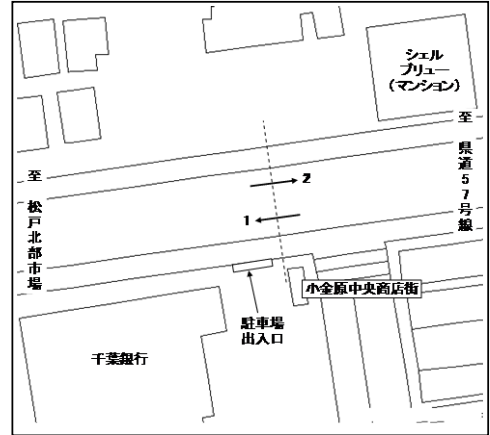 シェル
ブリュー
(マンション)
至
県道57号線
至
松戸北部市場
2
1
小金原中央商店街
駐車場
出入口
千葉銀行